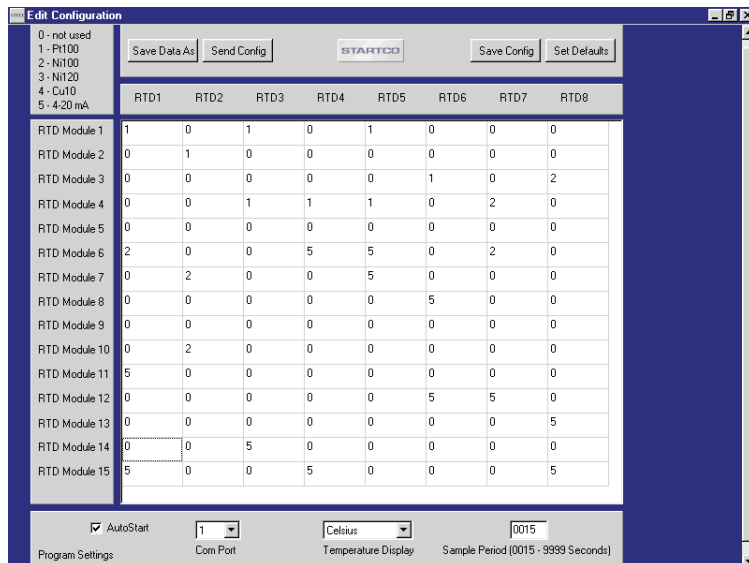 Edit Configuration
0 - not used
1 - Pt100
2 - Ni100
3 - Ni120
4 - Cu10
5 - 4-20 mA
Save Data As Send Config STARTCO Save Config Set Defaults
RTD1 RTD2 RTD3 RTD4 RTD5 RTD6 RTD7 RTD8
RTD Module 1 1 0 1 0 1 0 0 0
RTD Module 2 0 1 0 0 0 0 0 0
RTD Module 3 0 0 0 0 0 1 0 2
RTD Module 4 0 0 1 1 1 0 2 0
RTD Module 5 0 0 0 0 0 0 0 0
RTD Module 6 2 0 0 5 5 0 2 0
RTD Module 7 0 2 0 0 5 0 0 0
RTD Module 8 0 0 0 0 0 5 0 0
RTD Module 9 0 0 0 0 0 0 0 0
RTD Module 10 0 2 0 0 0 0 0 0
RTD Module 11 5 0 0 0 0 0 0 0
RTD Module 12 0 0 0 0 0 5 5 0
RTD Module 13 0 0 0 0 0 0 0 5
RTD Module 14 0 0 5 0 0 0 0 0
RTD Module 15 5 0 0 5 0 0 0 5
AutoStart 1 Celsius 0015
Program Settings Com Port Temperature Display Sample Period (0015 - 9999 Seconds)